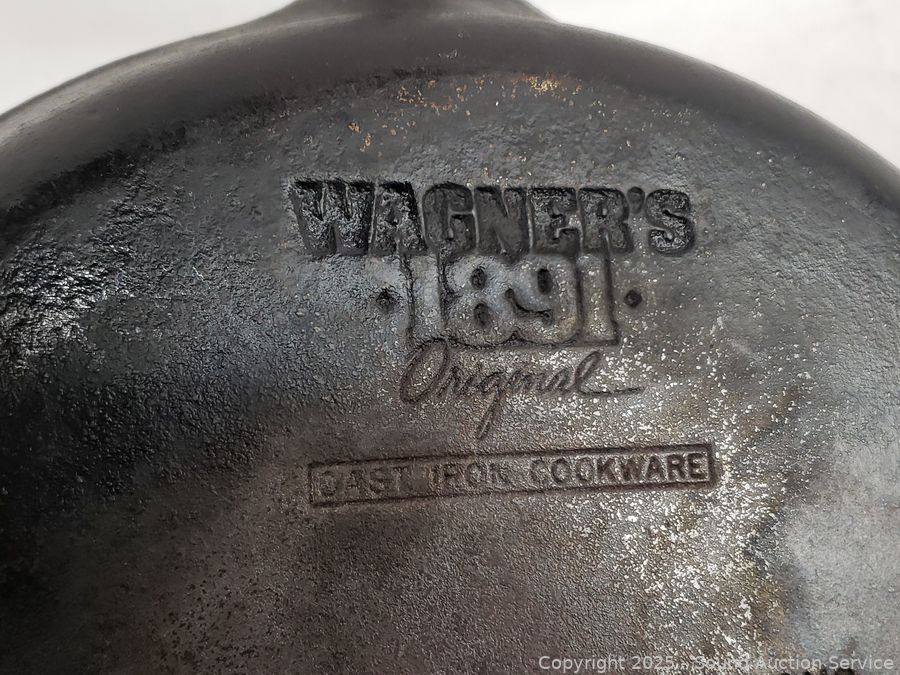 WAGNER'S
1891
Original
CAST IRON COOKWARE
Copyright 2025 - Sound Auction Service